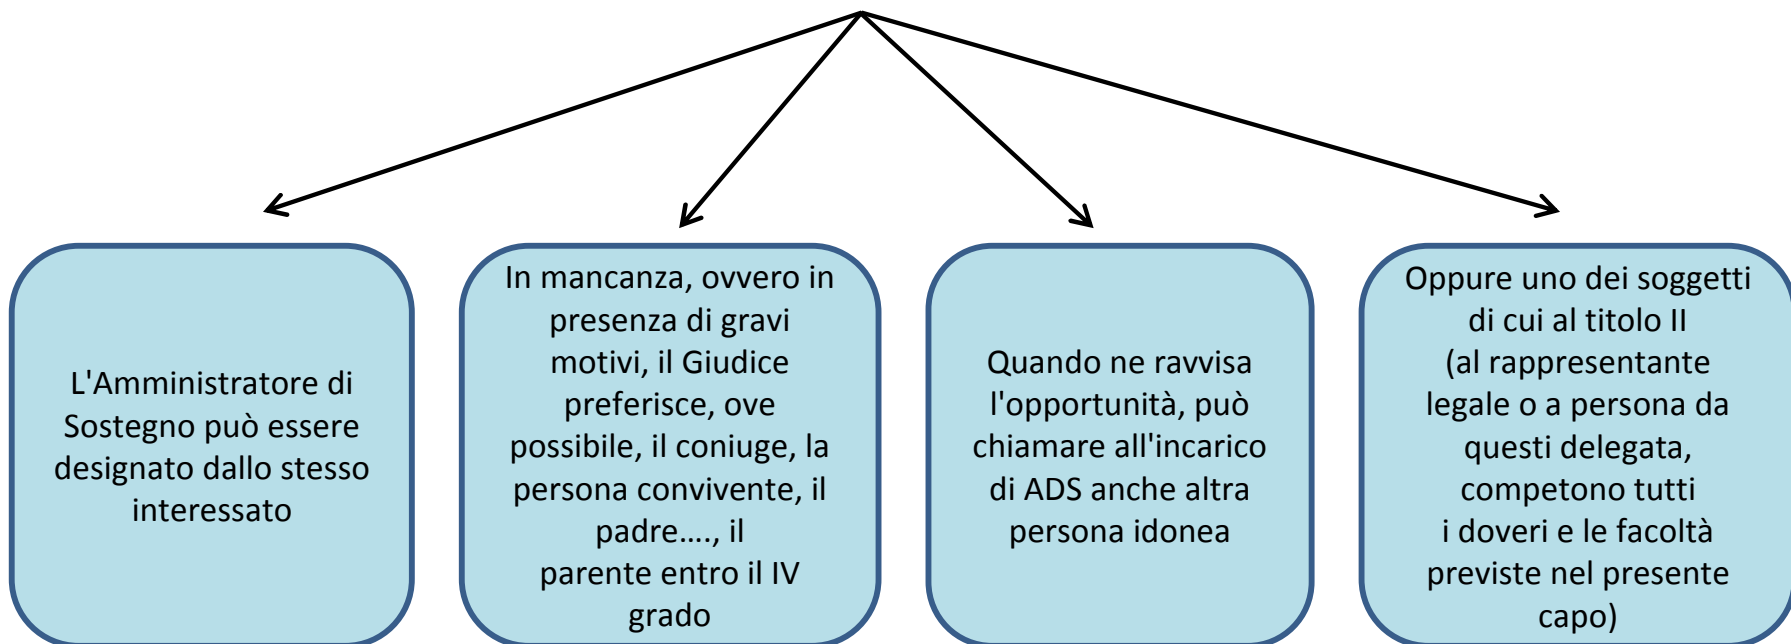 L'Amministratore di
Sostegno può essere
designato dallo stesso
interessato
In mancanza, ovvero in
presenza di gravi
motivi, il Giudice
preferisce, ove
possibile, il coniuge, la
persona convivente, il
padre...., il
parente entro il IV
grado
Quando ne ravvisa
l'opportunità, può
chiamare all'incarico
di ADS anche altra
persona idonea
Oppure uno dei soggetti
di cui al titolo II
(al rappresentante
legale o a persona da
questi delegata,
competono tutti
i doveri e le facoltà
previste nel presente
capo)